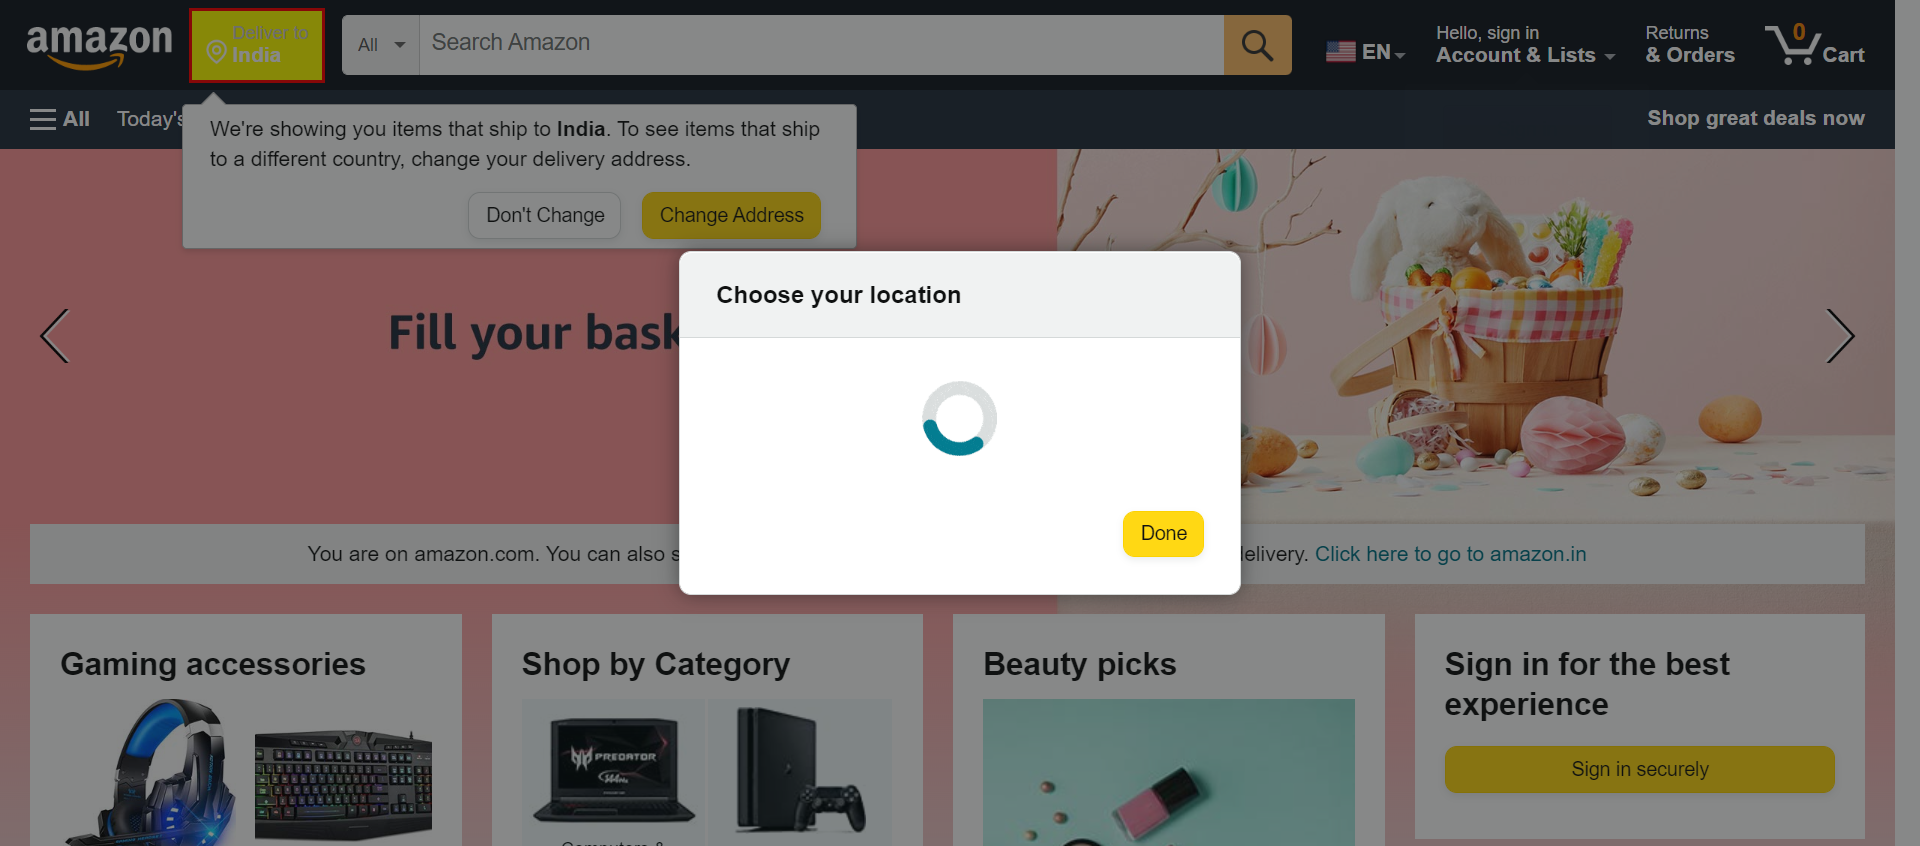 amazon
Deliver to
India
All
Search Amazon
EN
Hello, sign in
Account & Lists
Returns
& Orders
0
Cart
All
Today's
Shop great deals now
We're showing you items that ship to India. To see items that ship
to a different country, change your delivery address.
Don't Change
Change Address
Choose your location
Fill your bask
Done
You are on amazon.com. You can also s
elivery. Click here to go to amazon.in
Gaming accessories
Shop by Category
PREDATOR
Beauty picks
Sign in for the best
experience
Sign in securely